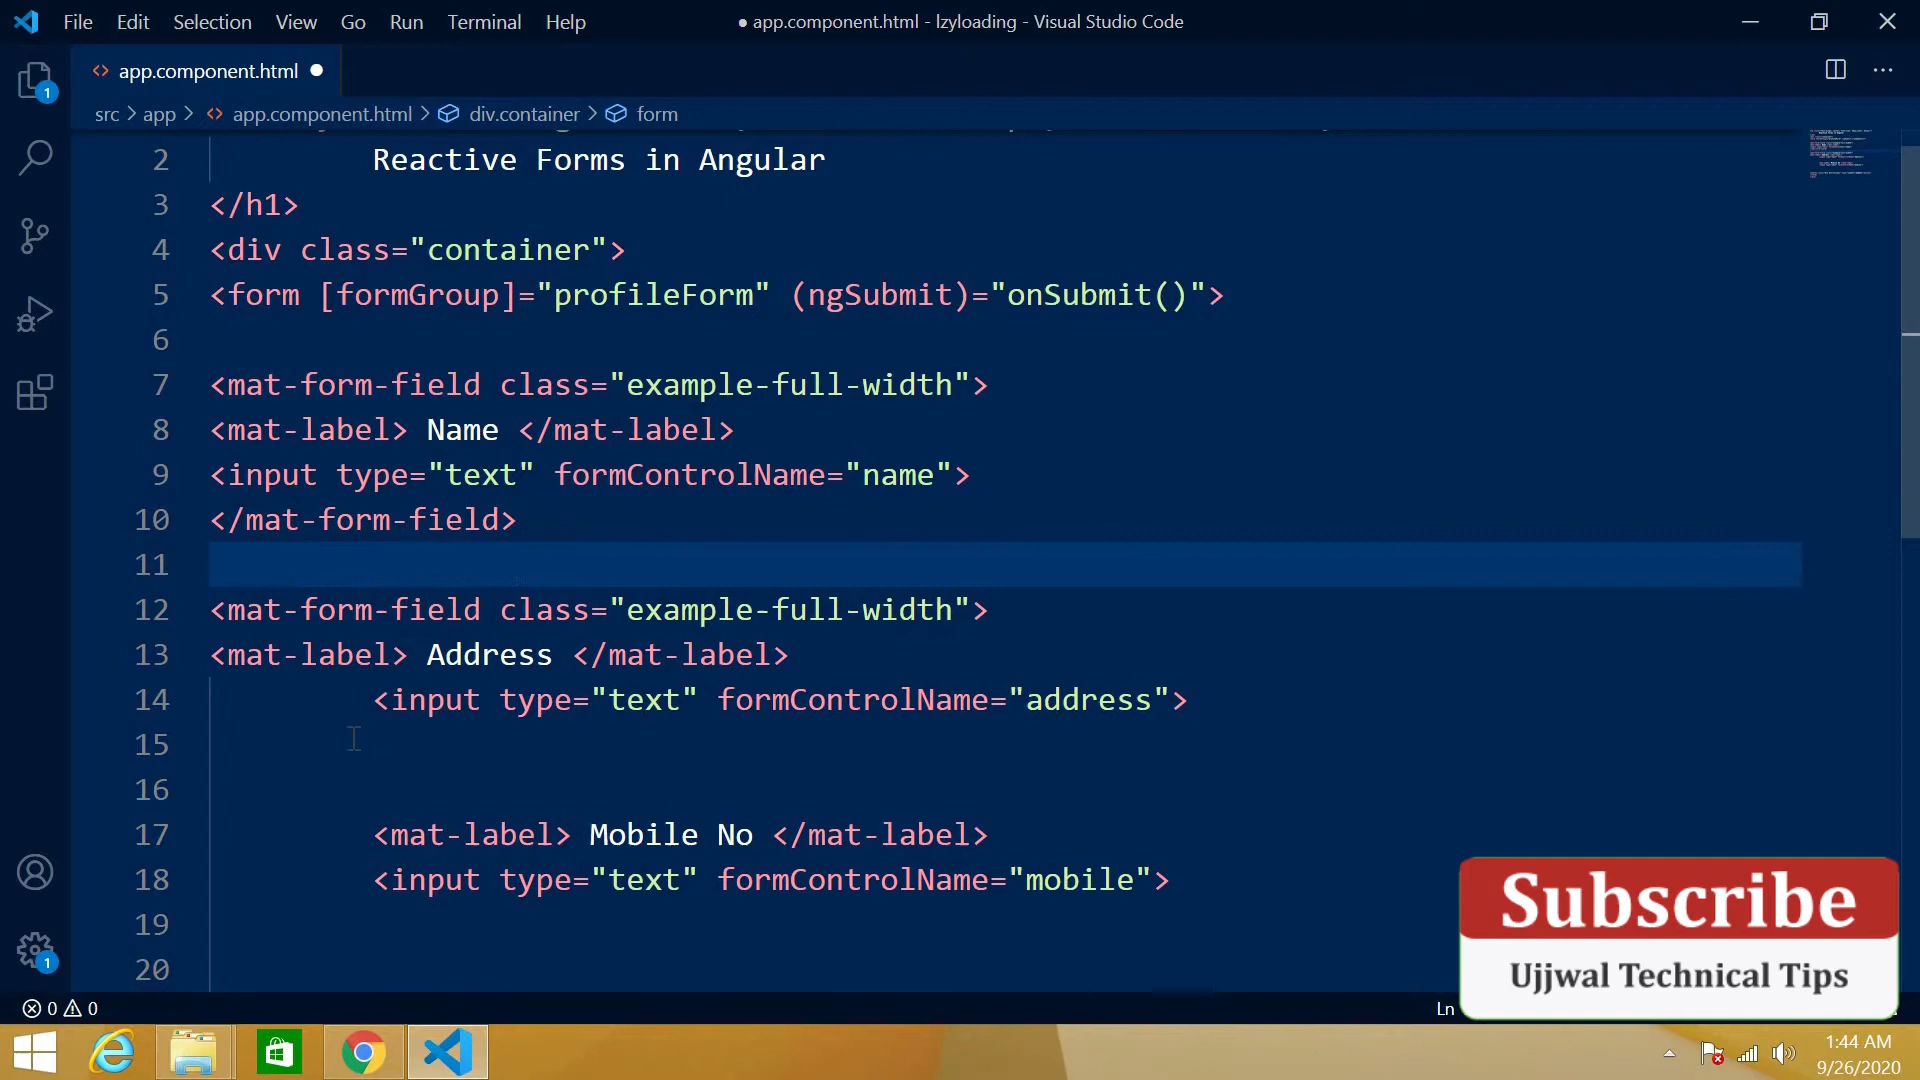 File Edit Selection View Go Run Terminal Help
● app.component.html - lzyloading - Visual Studio Code
<> app.component.html ●
1
src > app > <> app.component.html > div.container > form
2 Reactive Forms in Angular
3 </h1>
4 <div class="container">
5 <form [formGroup]="profileForm" (ngSubmit)="onSubmit()">
6
7 <mat-form-field class="example-full-width">
8 <mat-label> Name </mat-label>
9 <input type="text" formControlName="name">
10 </mat-form-field>
11
12 <mat-form-field class="example-full-width">
13 <mat-label> Address </mat-label>
14 <input type="text" formControlName="address">
15
16
17 <mat-label> Mobile No </mat-label>
18 <input type="text" formControlName="mobile">
19
20
1
Subscribe
Ujjwal Technical Tips
0 0
Ln
1:44 AM
9/26/2020